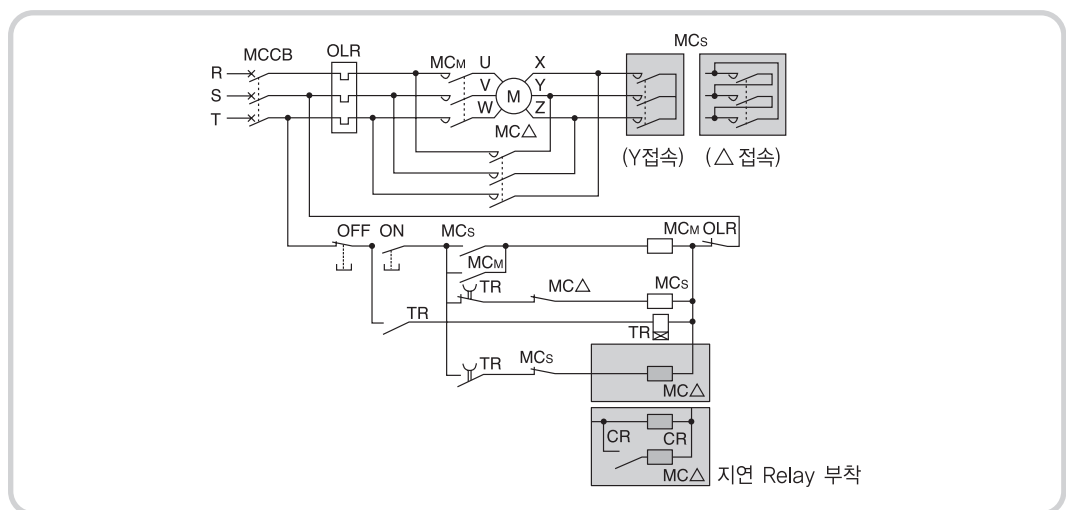 MCCB OLR MCM U X MCS
R
V Y
S M
W Z
T
MC△
(Y접속) (△ 접속)
OFF ON MCS MCM OLR
MCM
TR MC△ MCS
TR
TR
TR MCS
MC△
CR CR
MC△
지연 Relay 부착